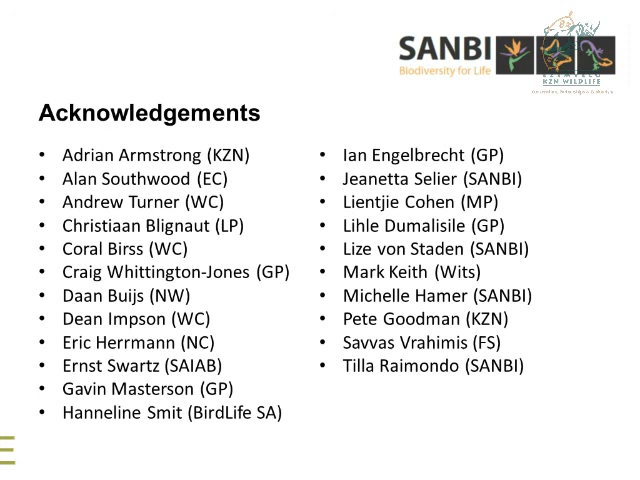 SANBI
Biodiversity for Life
KZN WILDLIFE
Acknowledgements
• Adrian Armstrong (KZN)
• Alan Southwood (EC)
• Andrew Turner (WC)
• Christiaan Blignaut (LP)
• Coral Birss (WC)
• Craig Whittington-Jones (GP)
• Daan Buijs (NW)
• Dean Impson (WC)
• Eric Herrmann (NC)
• Ernst Swartz (SAIAB)
• Gavin Masterson (GP)
• Hanneline Smit (BirdLife SA)
• Ian Engelbrecht (GP)
• Jeanetta Selier (SANBI)
• Lientjie Cohen (MP)
• Lihle Dumalisile (GP)
• Lize von Staden (SANBI)
• Mark Keith (Wits)
• Michelle Hamer (SANBI)
• Pete Goodman (KZN)
• Savvas Vrahimis (FS)
• Tilla Raimondo (SANBI)